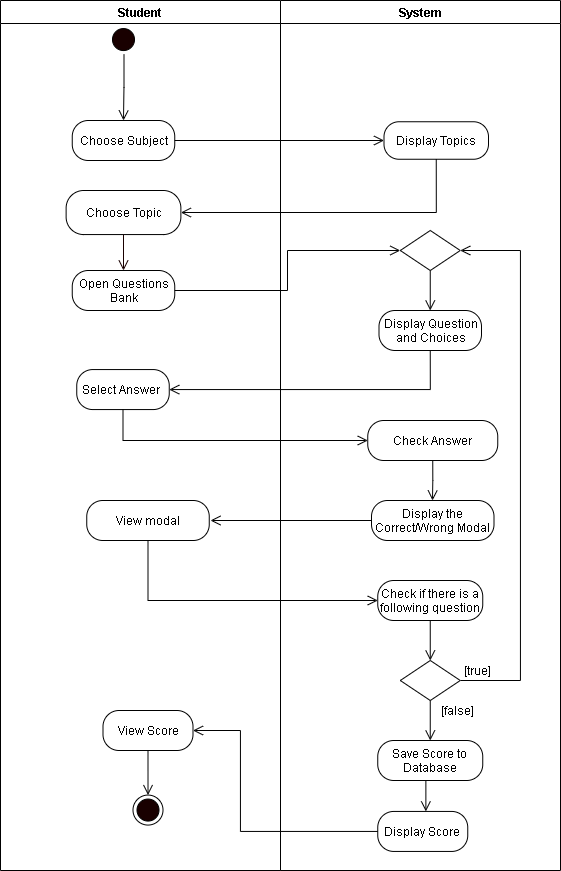 Student
System
Choose Subject
Display Topics
Choose Topic
Open Questions
Bank
Display Question
and Choices
Select Answer
Check Answer
Display the
Correct/Wrong Modal
View modal
Check if there is a
following question
[true]
[false]
View Score
Save Score to
Database
Display Score